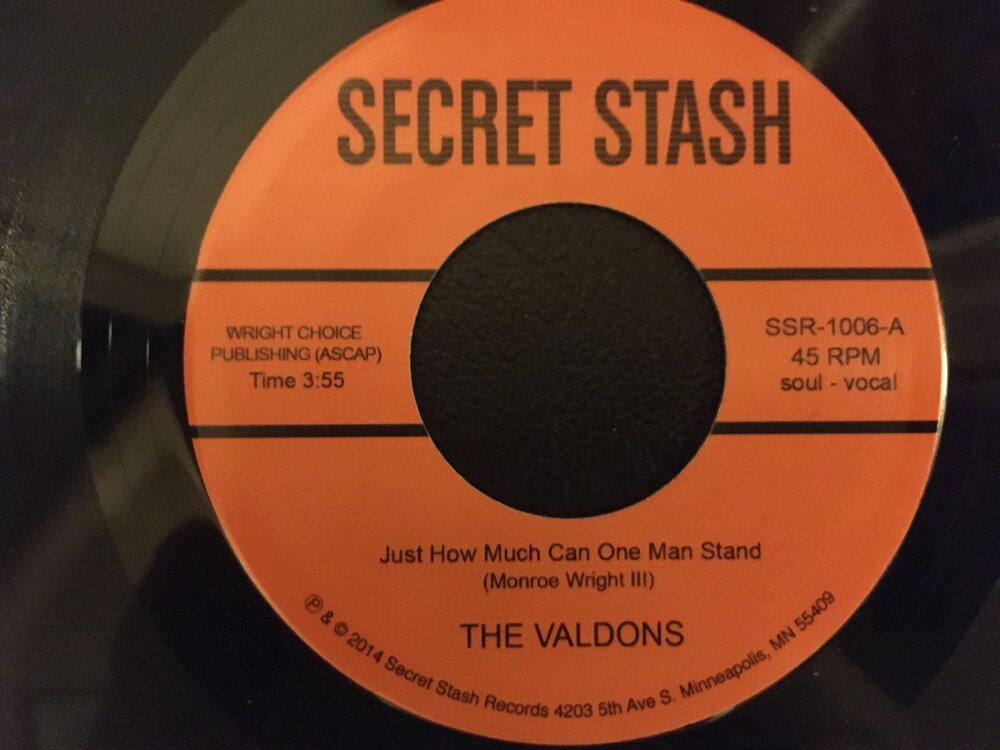 SECRET STASH
WRIGHT CHOICE
PUBLISHING (ASCAP)
Time 3:55
SSR-1006-A
45 RPM
soul - vocal
Just How Much Can One Man Stand
(Monroe Wright III)
THE VALDONS
℗ & © 2014 Secret Stash Records 4203 5th Ave S. Minneapolis, MN 55409